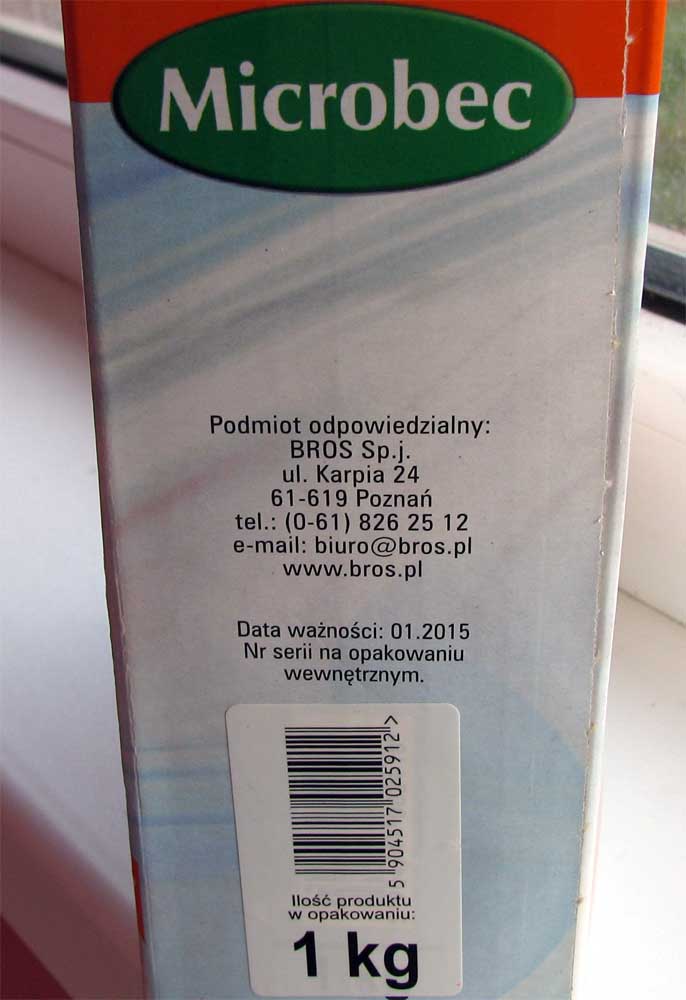 Microbec
Podmiot odpowiedzialny:
BROS Sp.j.
ul. Karpia 24
61-619 Poznań
tel.: (0-61) 826 25 12
e-mail: biuro@bros.pl
www.bros.pl
Data ważności: 01.2015
Nr serii na opakowaniu
wewnętrznym.
5 904517 025912 >
Ilość produktu
w opakowaniu:
1 kg